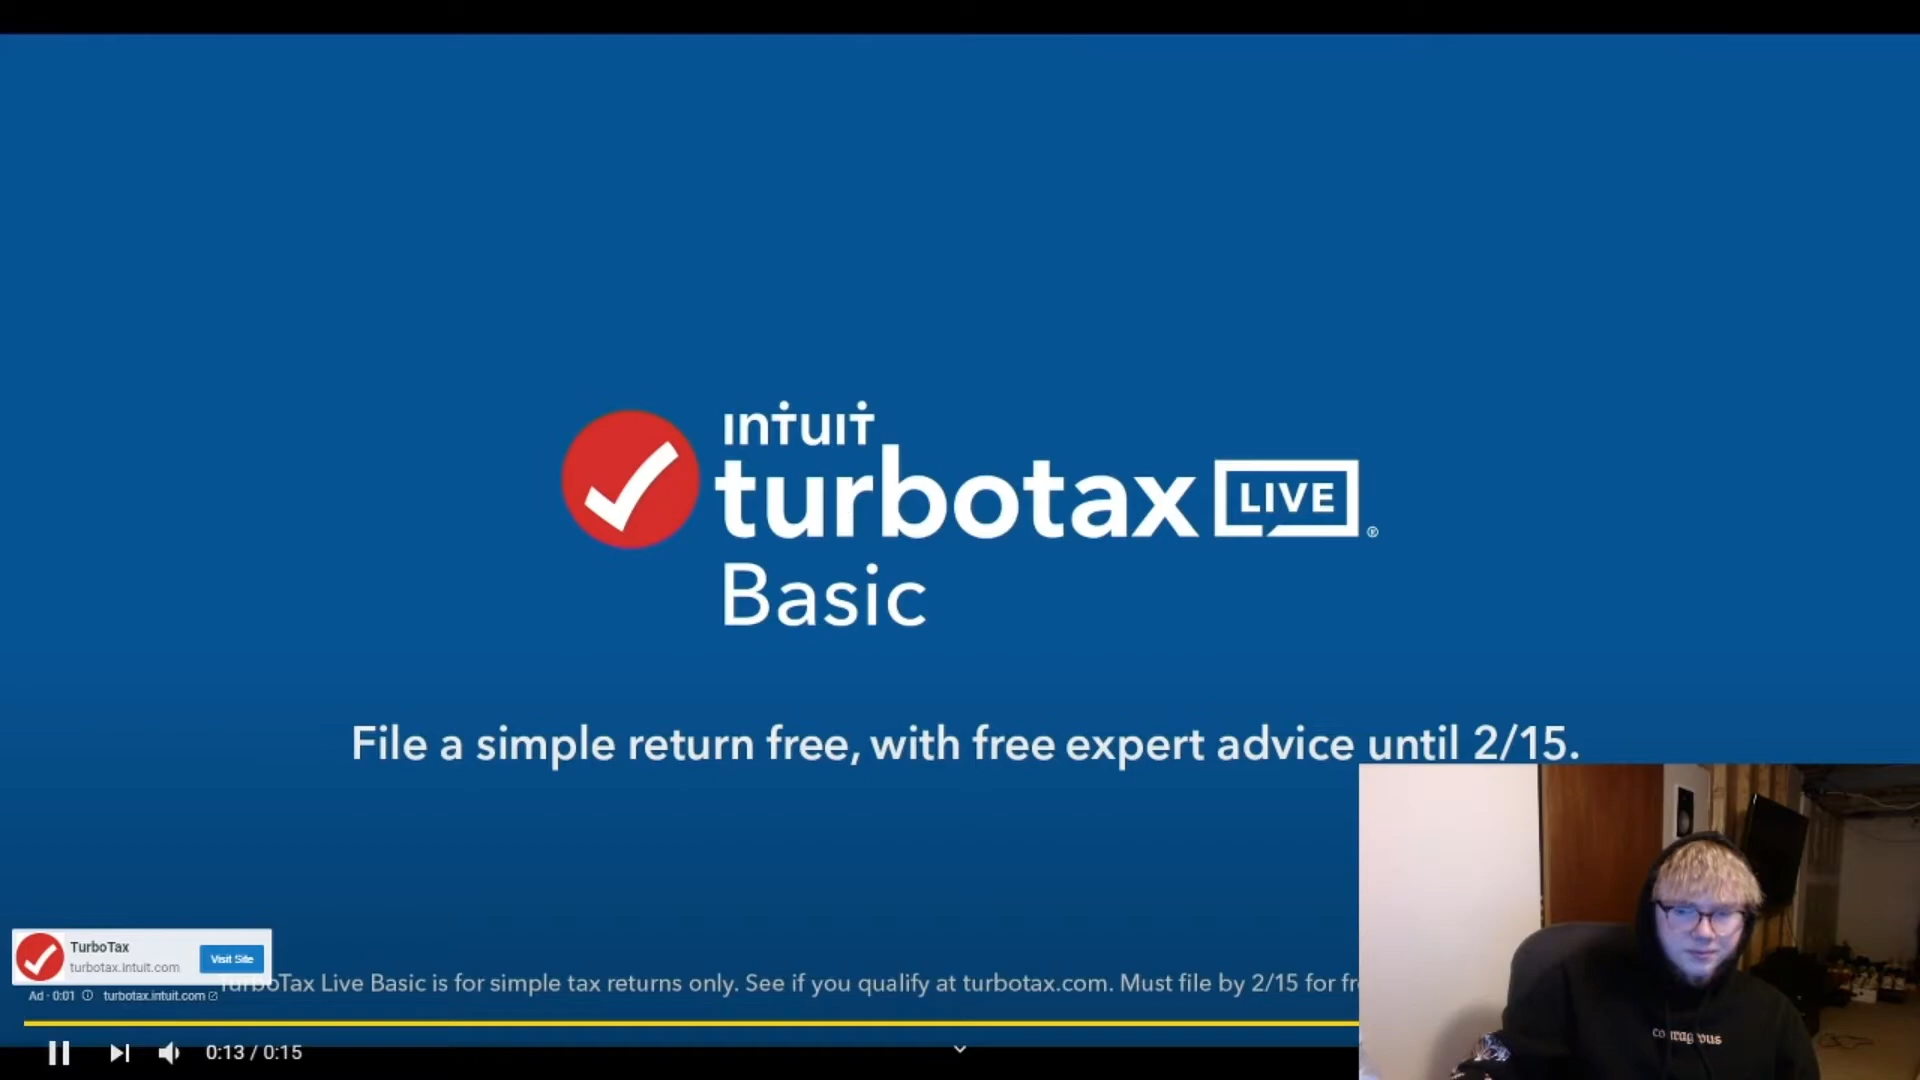 intuit
turbotax LIVE ®
Basic
File a simple return free, with free expert advice until 2/15.
TurboTax
turbotax.intuit.com
Visit Site
TurboTax Live Basic is for simple tax returns only. See if you qualify at turbotax.com. Must file by 2/15 for
Ad · 0:01 turbotax.intuit.com
0:13 / 0:15